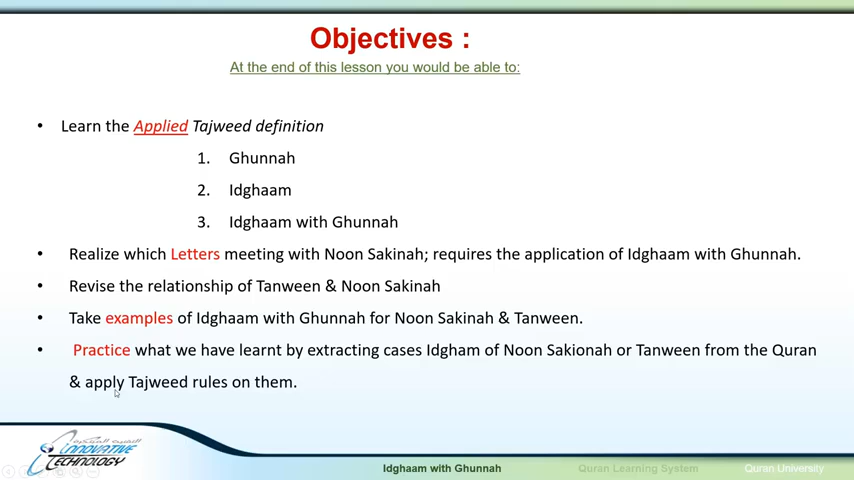 Objectives :
At the end of this lesson you would be able to:
• Learn the Applied Tajweed definition
1. Ghunnah
2. Idghaam
3. Idghaam with Ghunnah
• Realize which Letters meeting with Noon Sakinah; requires the application of Idghaam with Ghunnah.
• Revise the relationship of Tanween & Noon Sakinah
• Take examples of Idghaam with Ghunnah for Noon Sakinah & Tanween.
• Practice what we have learnt by extracting cases Idgham of Noon Sakionah or Tanween from the Quran
& apply Tajweed rules on them.
INNOVATIVE
TECHNOLOGY
Idghaam with Ghunnah Quran Learning System Quran University